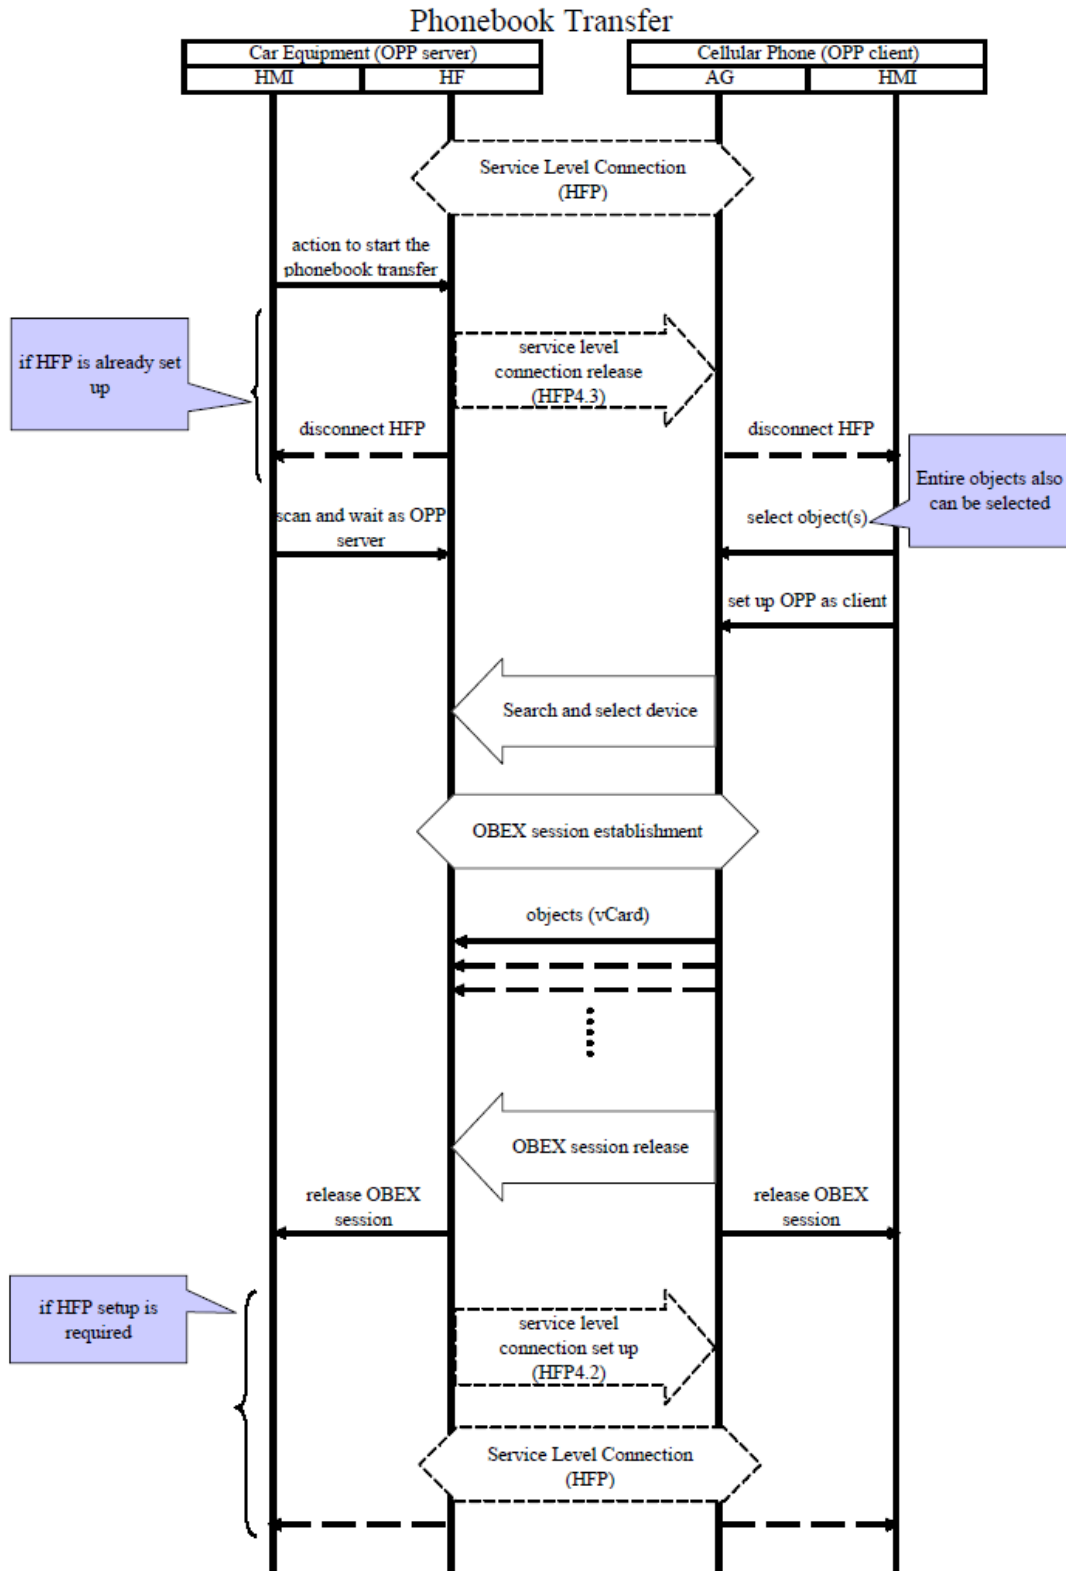 Phonebook Transfer
Car Equipment (OPP server)
Cellular Phone (OPP client)
HMI
HF
AG
HMI
Service Level Connection
(HFP)
action to start the
phonebook transfer
if HFP is already set
up
service level
connection release
(HFP4.3)
disconnect HFP
disconnect HFP
Entire objects also
can be selected
scan and wait as OPP
server
select object(s)
set up OPP as client
Search and select device
OBEX session establishment
objects (vCard)
OBEX session release
release OBEX
session
release OBEX
session
if HFP setup is
required
service level
connection set up
(HFP4.2)
Service Level Connection
(HFP)